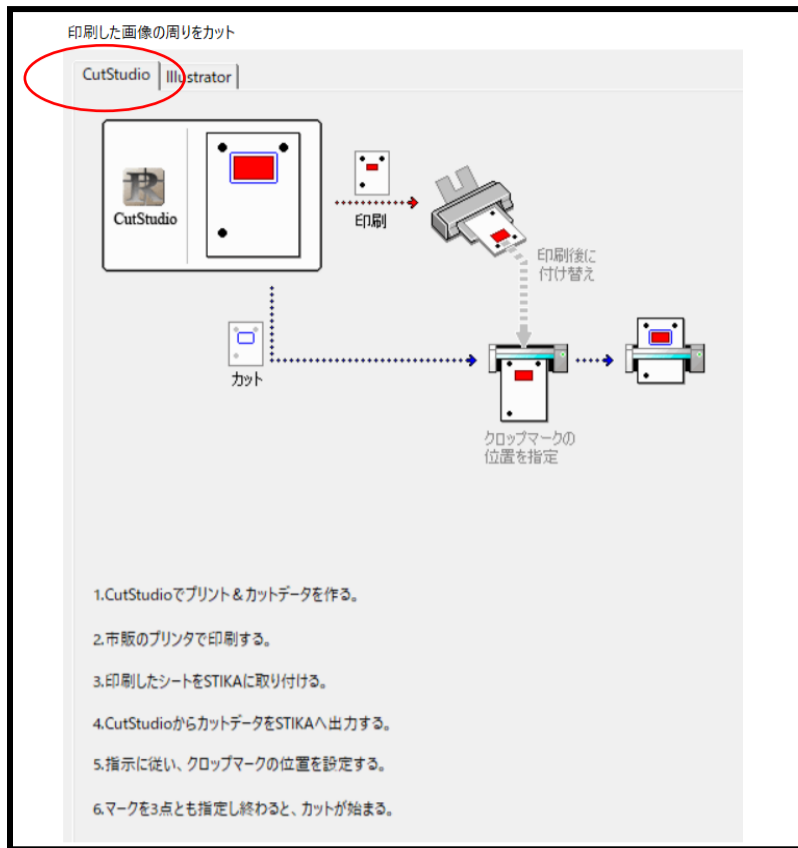 印刷した画像の周りをカット
CutStudio
Illustrator
CutStudio
印刷
印刷後に
付け替え
カット
クロップマークの
位置を指定
1.CutStudioでプリント＆カットデータを作る。
2.市販のプリンタで印刷する。
3.印刷したシートをSTIKAに取り付ける。
4.CutStudioからカットデータをSTIKAへ出力する。
5.指示に従い、クロップマークの位置を設定する。
6.マークを3点とも指定し終わると、カットが始まる。